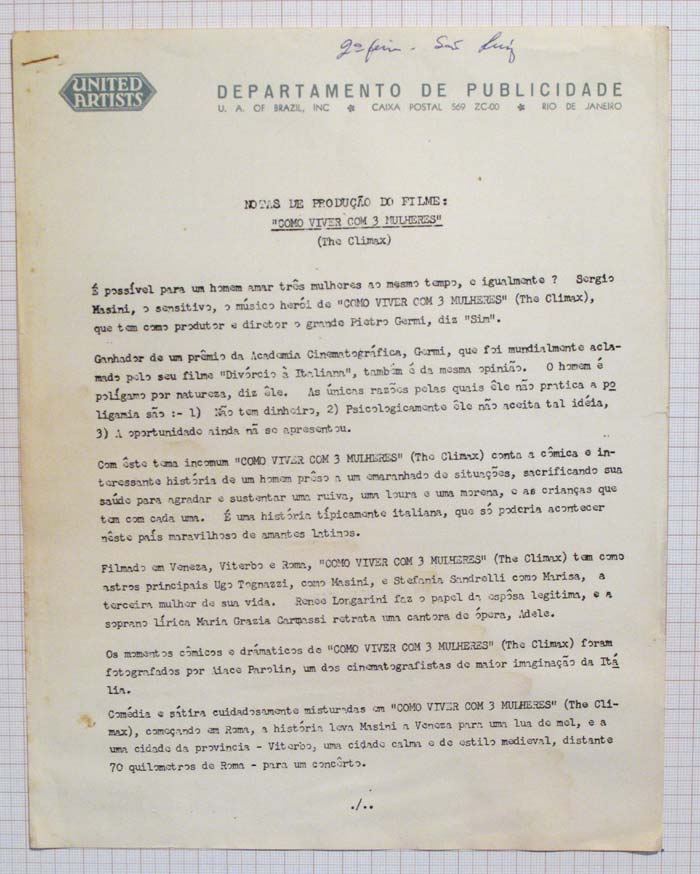 2ª feira - São Luiz
UNITED
ARTISTS
DEPARTAMENTO DE PUBLICIDADE
U. A. OF BRAZIL, INC * CAIXA POSTAL 569 ZC-00 * RIO DE JANEIRO
NOTAS DE PRODUÇÃO DO FILME:
"COMO VIVER COM 3 MULHERES"
(The Climax)
É possível para um homem amar três mulheres ao mesmo tempo, e igualmente ? Sergio
Masini, o sensitivo, o músico herói de "COMO VIVER COM 3 MULHERES" (The Climax),
que tem como produtor e diretor o grande Pietro Germi, diz "Sim".
Ganhador de um prêmio da Academia Cinematográfica, Germi, que foi mundialmente acla-
mado pelo seu filme "Divórcio à Italiana", também é da mesma opinião. O homem é
polígamo por natureza, diz êle. As únicas razões pelas quais êle não pratica a po
ligamia são :- 1) Não tem dinheiro, 2) Psicologicamente êle não aceita tal idéia,
3) A oportunidade ainda nã se apresentou.
Com êste tema incomum "COMO VIVER COM 3 MULHERES" (The Climax) conta a cômica e in-
teressante história de um homem prêso a um emaranhado de situações, sacrificando sua
saúde para agradar e sustentar uma ruiva, uma loura e uma morena, e as crianças que
tem com cada uma. É uma história típicamente italiana, que só poderia acontecer
nêste país maravilhoso de amantes latinos.
Filmado em Veneza, Viterbo e Roma, "COMO VIVER COM 3 MULHERES" (The Climax) tem como
astros principais Ugo Tognazzi, como Masini, e Stefania Sandrelli como Marisa, a
terceira mulher de sua vida. Renee Longarini faz o papel da espôsa legitima, e a
soprano lírica Maria Grazia Carmassi retrata uma cantora de ópera, Adele.
Os momentos cômicos e drámaticos de "COMO VIVER COM 3 MULHERES" (The Climax) foram
fotografados por Aiace Parolin, um dos cinematografistas de maior imaginação da Itá
lia.
Comédia e sátira cuidadosamente misturadas em "COMO VIVER COM 3 MULHERES" (The Cli-
max), começando em Roma, a história leva Masini a Veneza para uma lua de mel, e a
uma cidade da provincia - Viterbo, uma cidade calma e de estilo medieval, distante
70 quilometros de Roma - para um concêrto.
./..